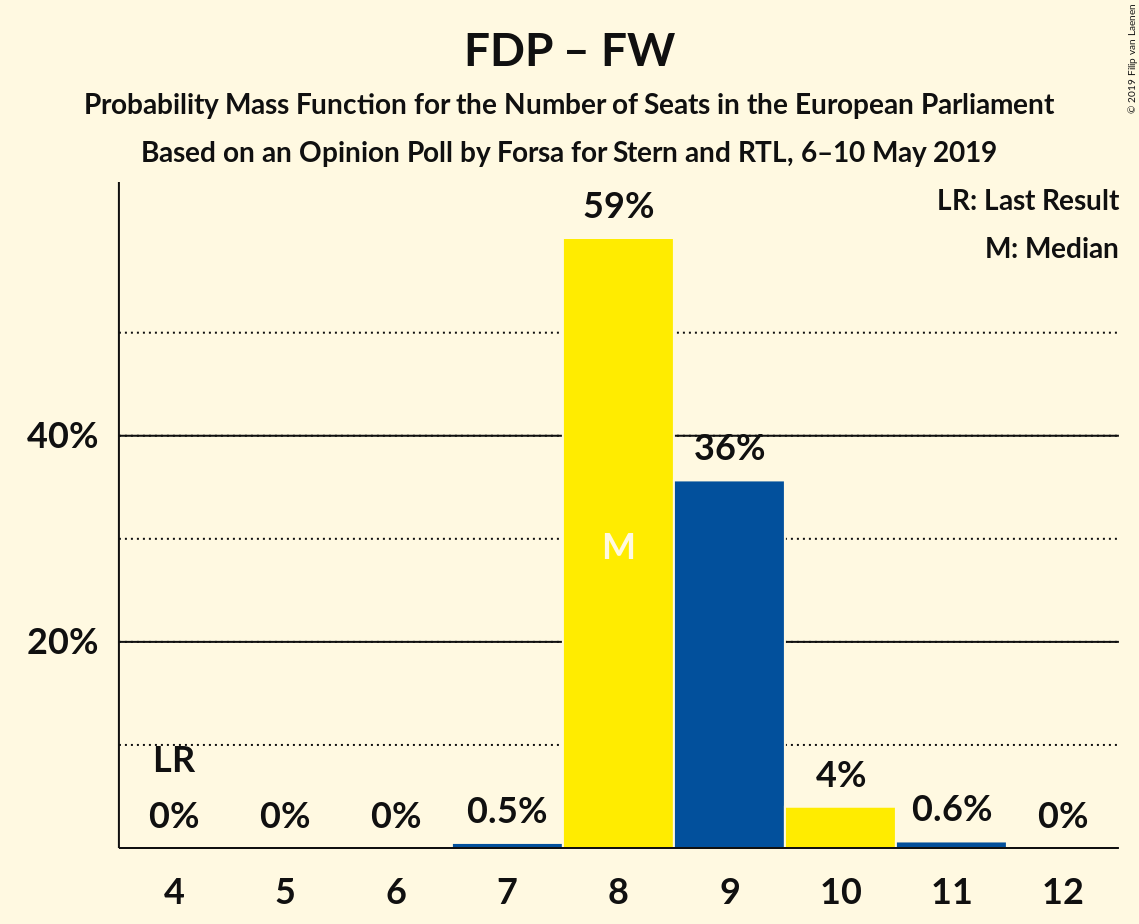 FDP – FW
Probability Mass Function for the Number of Seats in the European Parliament
Based on an Opinion Poll by Forsa for Stern and RTL, 6–10 May 2019
© 2019 Filip van Laenen
LR: Last Result
M: Median
59%
40%
36%
M
20%
LR
0%
0%
0%
0.5%
4%
0.6%
0%
4
5
6
7
8
9
10
11
12